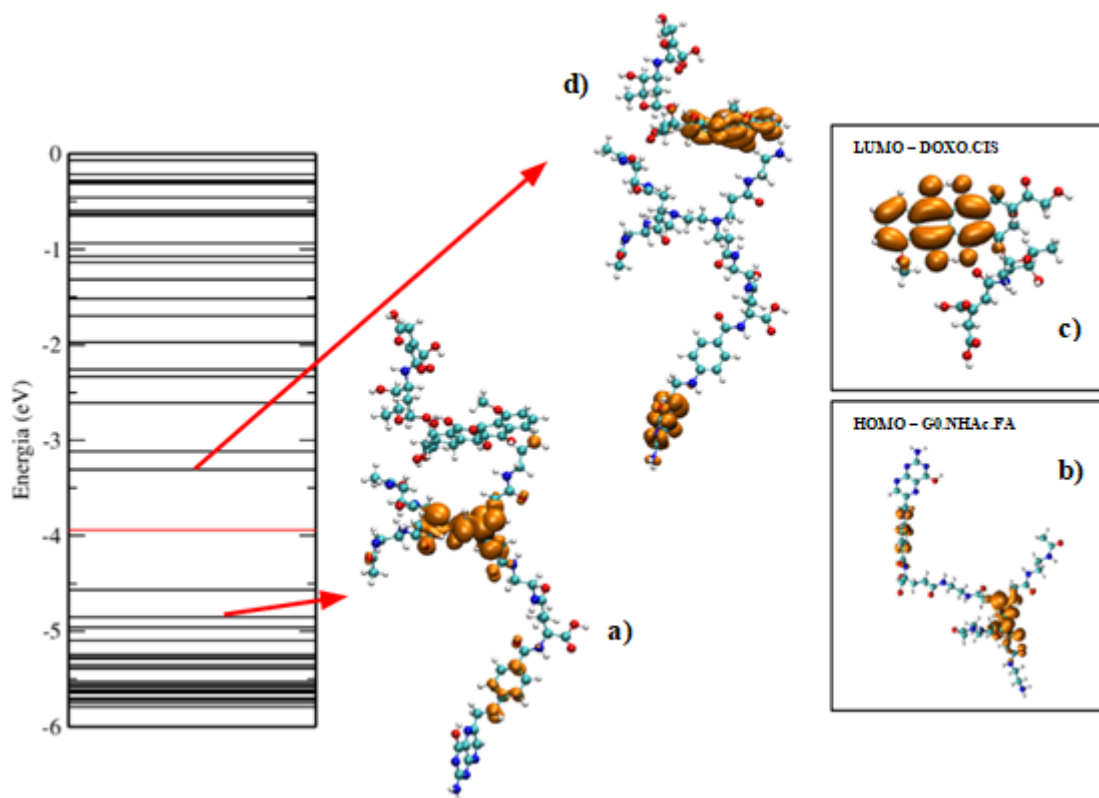 d)
0
-1
-2
-3
-4
-5
-6
Energia (eV)
a)
LUMO – DOXO.CIS
c)
HOMO – G0.NHAc.FA
b)